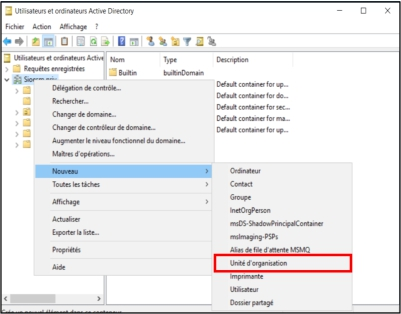 Utilisateurs et ordinateurs Active Directory
Fichier Action Affichage ?
Utilisateurs et ordinateurs Active
Nom Type Description
Requêtes enregistrées
Builtin builtinDomain
Default container for up...
Délégation de contrôle...
Default container for do...
Rechercher...
Default container for sec...
Changer de domaine...
Default container for ma...
Changer de contrôleur de domaine...
Default container for up...
Augmenter le niveau fonctionnel du domaine...
Maîtres d'opérations...
Nouveau
Ordinateur
Toutes les tâches
Contact
Groupe
Affichage
InetOrgPerson
msDS-ShadowPrincipalContainer
Actualiser
msImaging-PSPs
Exporter la liste...
Alias de file d'attente MSMQ
Propriétés
Unité d'organisation
Imprimante
Aide
Utilisateur
Dossier partagé